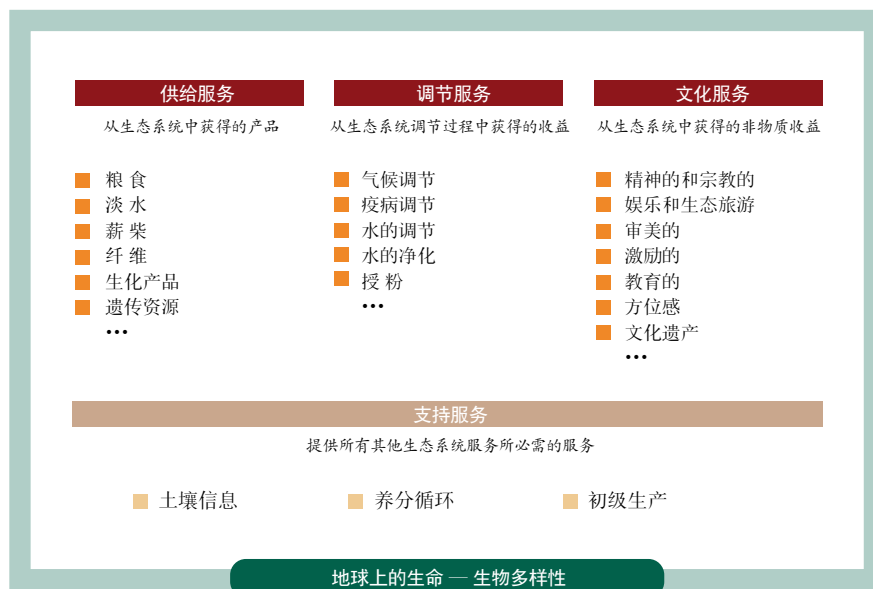 供给服务
从生态系统中获得的产品
粮 食
淡 水
薪 柴
纤 维
生化产品
遗传资源
•••
调节服务
从生态系统调节过程中获得的收益
气候调节
疫病调节
水的调节
水的净化
授 粉
•••
文化服务
从生态系统中获得的非物质收益
精神的和宗教的
娱乐和生态旅游
审美的
激励的
教育的
方位感
文化遗产
•••
支持服务
提供所有其他生态系统服务所必需的服务
土壤信息
养分循环
初级生产
地球上的生命 — 生物多样性